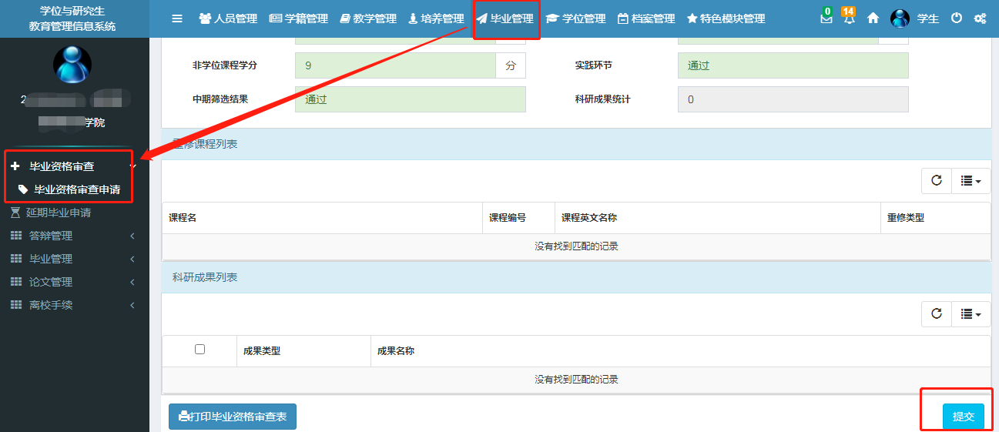 学位与研究生
教育管理信息系统
人员管理 学籍管理 教学管理 培养管理 毕业管理 学位管理 档案管理 特色模块管理 0 14 学生
2
学院
毕业资格审查
毕业资格审查申请
延期毕业申请
答辩管理
毕业管理
论文管理
离校手续
非学位课程学分 9 分 实践环节 通过
中期筛选结果 通过 科研成果统计 0
重修课程列表
课程名 课程编号 课程英文名称 重修类型
没有找到匹配的记录
科研成果列表
成果类型 成果名称
没有找到匹配的记录
打印毕业资格审查表 提交